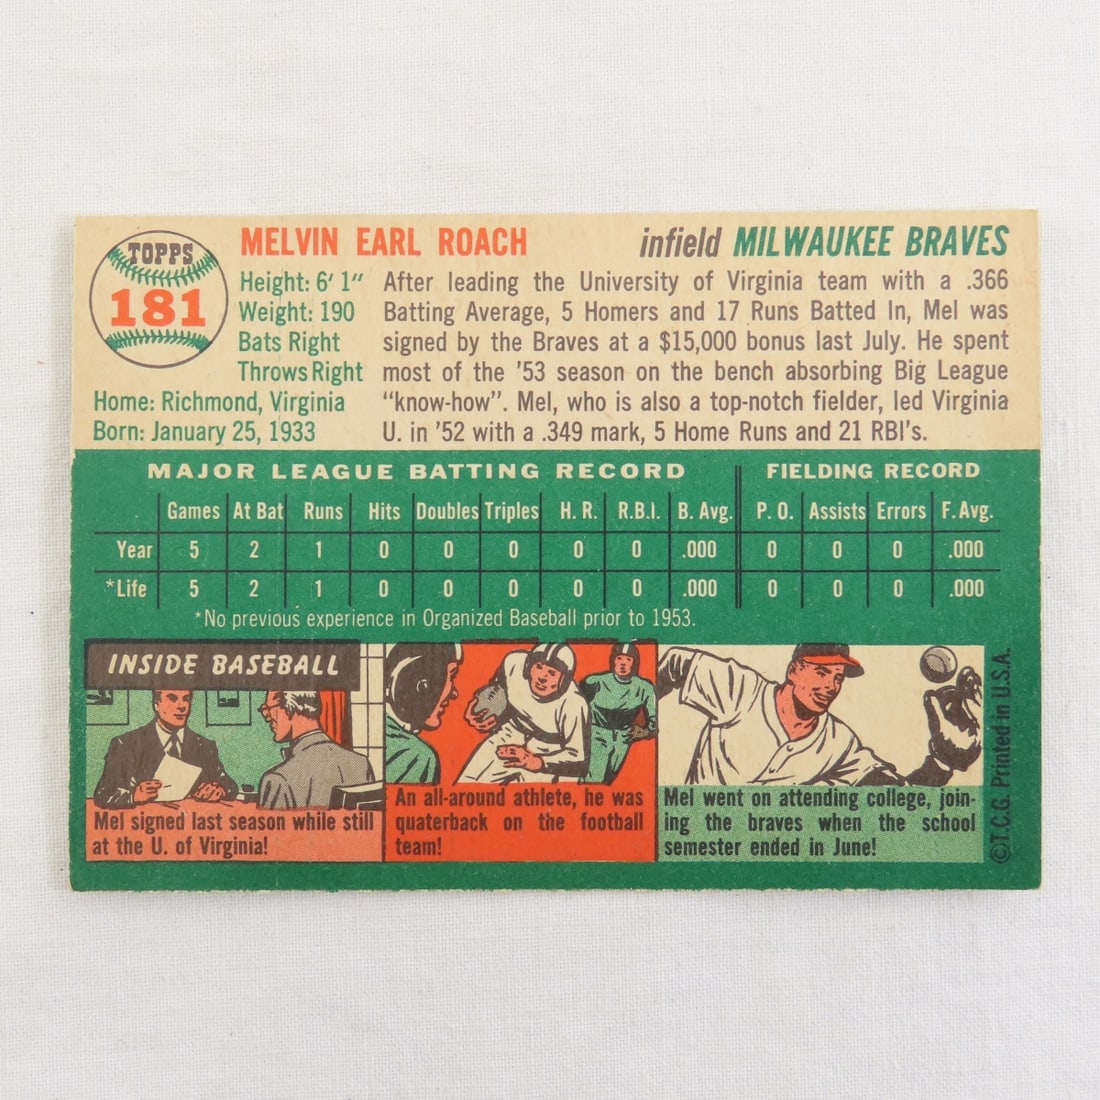 TOPPS
181
MELVIN EARL ROACH
infield MILWAUKEE BRAVES
Height: 6' 1"
Weight: 190
Bats Right
Throws Right
Home: Richmond, Virginia
Born: January 25, 1933
After leading the University of Virginia team with a .366
Batting Average, 5 Homers and 17 Runs Batted In, Mel was
signed by the Braves at a $15,000 bonus last July. He spent
most of the '53 season on the bench absorbing Big League
"know-how". Mel, who is also a top-notch fielder, led Virginia
U. in '52 with a .349 mark, 5 Home Runs and 21 RBI's.
MAJOR LEAGUE BATTING RECORD FIELDING RECORD
Games At Bat Runs Hits Doubles Triples H. R. R.B.I. B. Avg. P. O. Assists Errors F. Avg.
Year 5 2 1 0 0 0 0 0 .000 0 0 0 .000
*Life 5 2 1 0 0 0 0 0 .000 0 0 0 .000
*No previous experience in Organized Baseball prior to 1953.
INSIDE BASEBALL
Mel signed last season while still
at the U. of Virginia!
An all-around athlete, he was
quaterback on the football
team!
Mel went on attending college, join-
ing the braves when the school
semester ended in June!
©T.C.G. Printed in U.S.A.